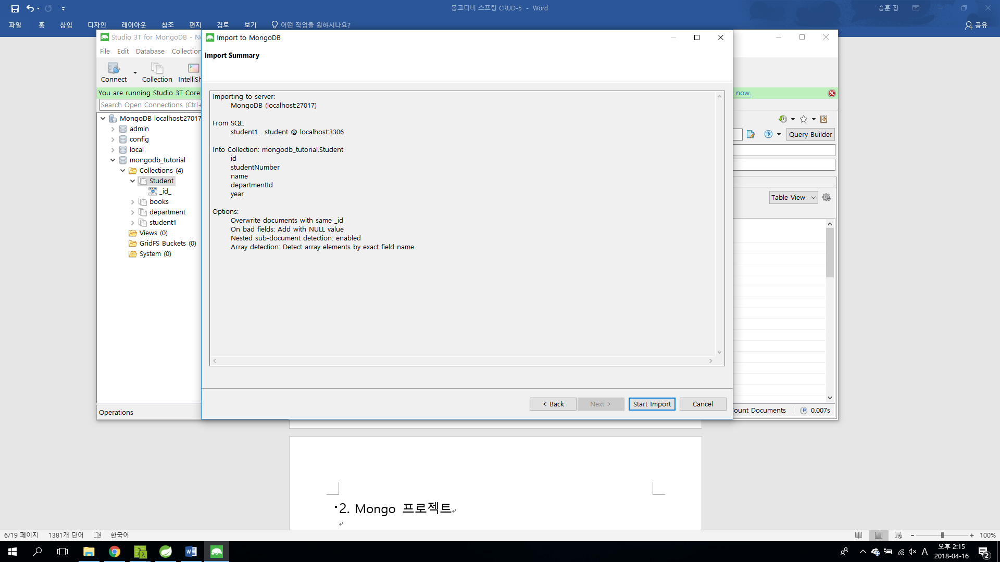 몽고디비 스프링 CRUD-5 - Word
승훈 장
파일 홈 삽입 디자인 레이아웃 참조 편지 검토 보기 어떤 작업을 원하시나요?
공유
Studio 3T for MongoDB -
File Edit Database Collection
Connect Collection
You are running Studio 3T Core
now.
Search Open Connections (Ctrl+
MongoDB localhost:27017
admin
config
local
mongodb_tutorial
Collections (4)
Student
_id_
books
department
student1
Views (0)
GridFS Buckets (0)
System (0)
Operations
Import to MongoDB
Import Summary
Importing to server:
MongoDB (localhost:27017)
From SQL:
student1 . student @ localhost:3306
Into Collection: mongodb_tutorial.Student
id
studentNumber
name
departmentId
year
Options:
Overwrite documents with same _id
On bad fields: Add with NULL value
Nested sub-document detection: enabled
Array detection: Detect array elements by exact field name
< Back Next > Start Import Cancel
Query Builder
Table View
Documents 0.007s
2. Mongo 프로젝트
6/19 페이지 1381개 단어 한국어
100%
A
오후 2:15
2018-04-16
2